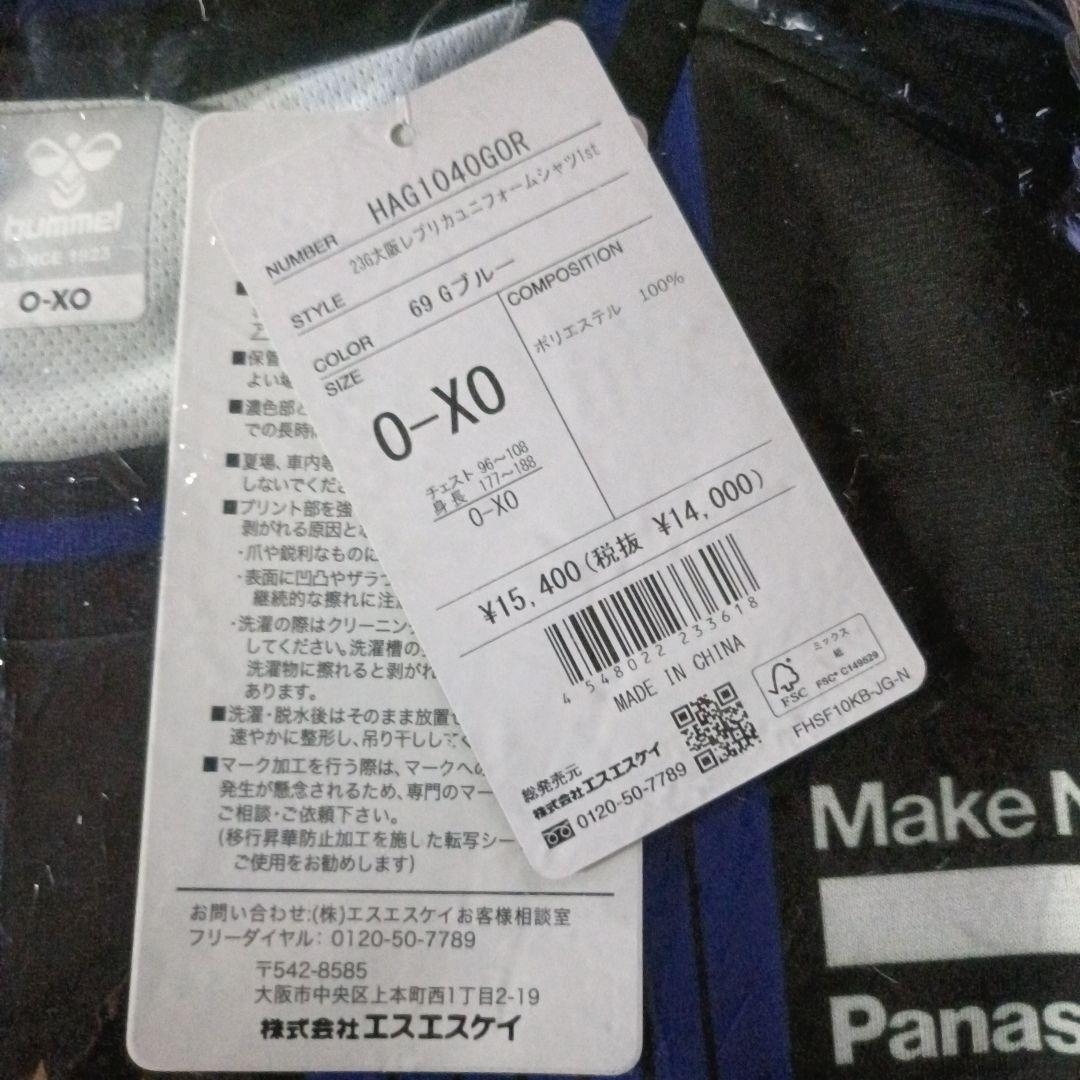 hummel
SINCE 1923
O-XO
NUMBER HAG1040GOR
23G大阪レプリカユニフォームシャツ1st
STYLE
COLOR 69 Gブルー
SIZE
O-XO
チェスト 96～108
身長 177～188
O-XO
COMPOSITION
ポリエステル 100%
¥15,400(税抜 ¥14,000)
4 548022 233618
MADE IN CHINA
FSC
ミックス
紙
FSC® C149529
FHSF10KB-JG-N
総発売元
株式会社エスエスケイ
0120-50-7789
■保管
よい場
■濃色部と
での長時
■夏場、車内等
しないでくださ
■プリント部を強
剥がれる原因と
・爪や鋭利なものに
・表面に凹凸やザラ
継続的な擦れに注意
・洗濯の際はクリーニン
してください。洗濯槽の
洗濯物に擦れると剥がれ
あります。
■洗濯・脱水後はそのまま放置せ
速やかに整形し、吊り干ししてく
■マーク加工を行う際は、マークへの
発生が懸念されるため、専門のマー
ご相談・ご依頼下さい。
(移行昇華防止加工を施した転写シー
ご使用をお勧めします)
お問い合わせ:(株)エスエスケイお客様相談室
フリーダイヤル: 0120-50-7789
〒542-8585
大阪市中央区上本町西1丁目2-19
株式会社エスエスケイ
Make N
Panas